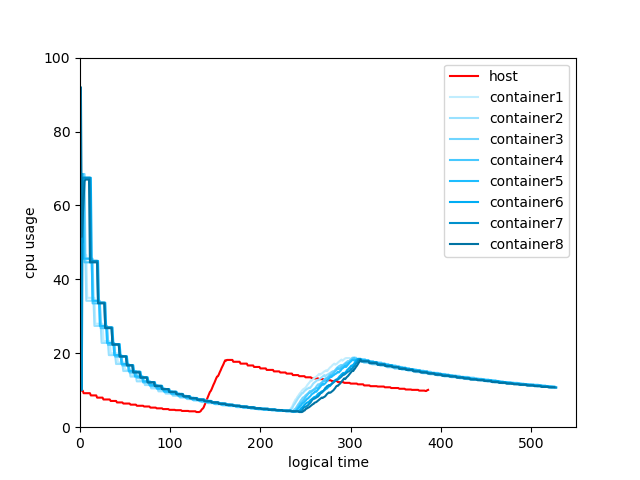 100
80
60
40
20
0
cpu usage
0 100 200 300 400 500
logical time
host
container1
container2
container3
container4
container5
container6
container7
container8